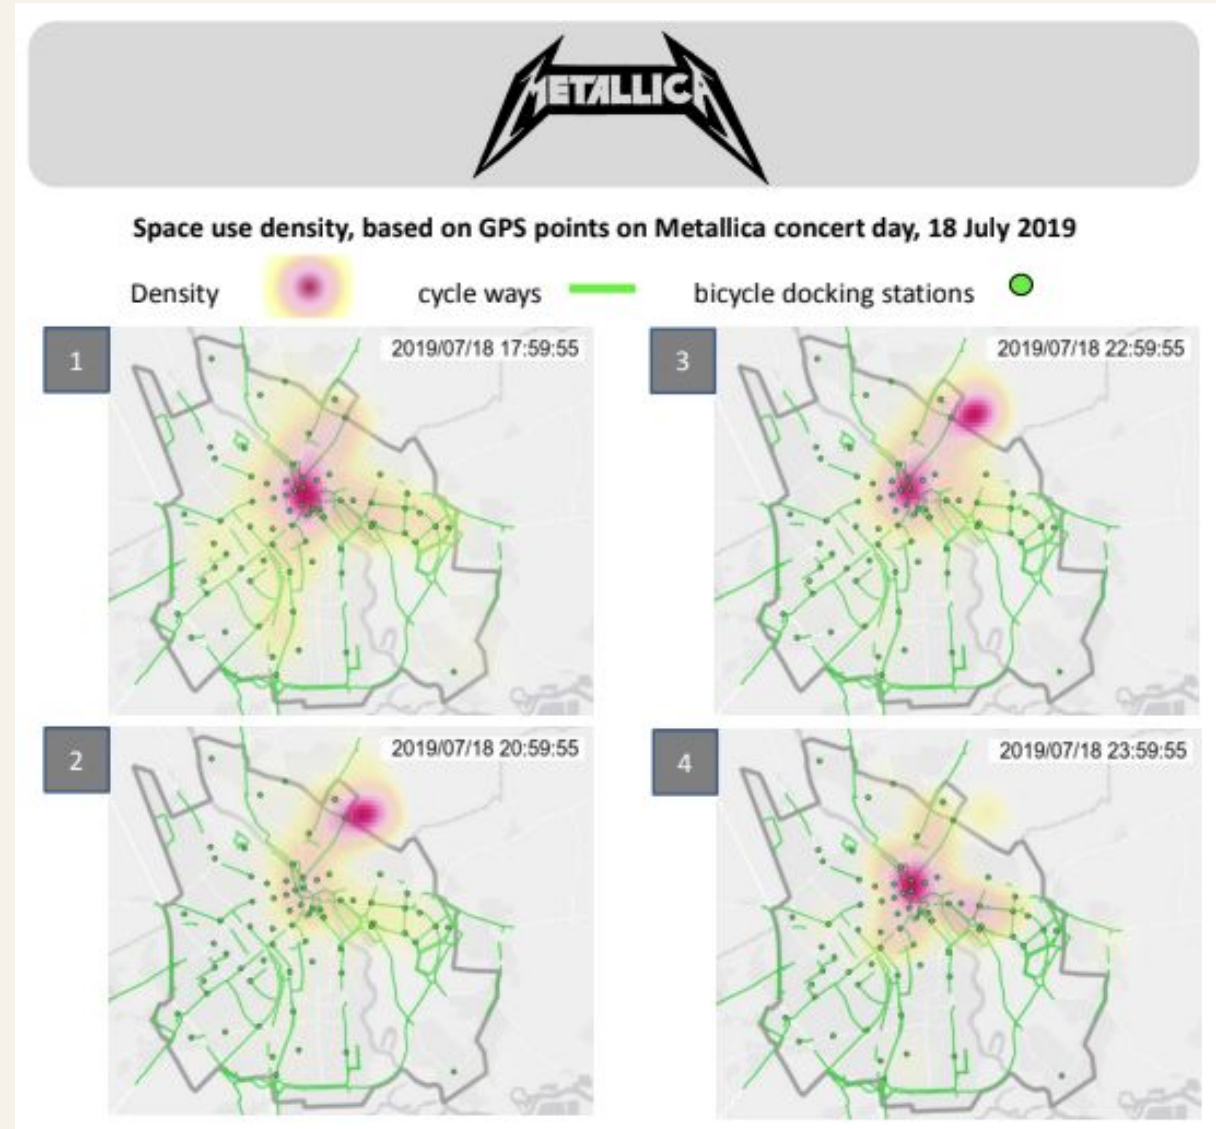 METALLICA
Space use density, based on GPS points on Metallica concert day, 18 July 2019
Density cycle ways bicycle docking stations
1
2019/07/18 17:59:55
3
2019/07/18 22:59:55
2
2019/07/18 20:59:55
4
2019/07/18 23:59:55